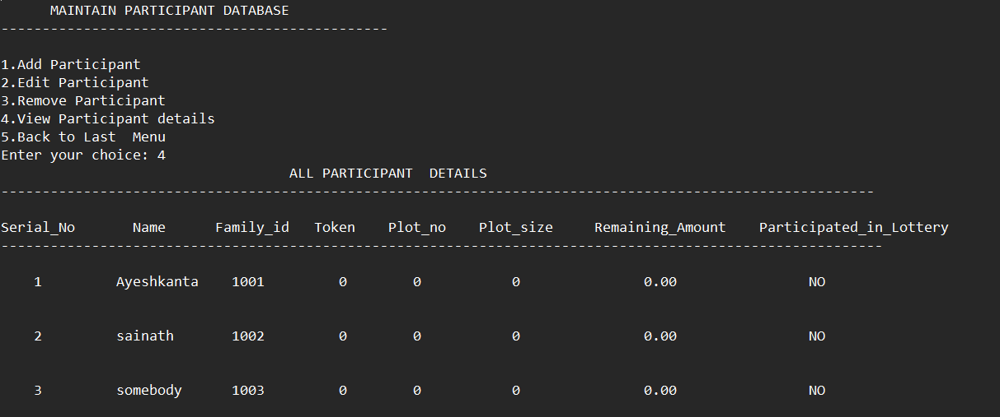 MAINTAIN PARTICIPANT DATABASE
-----------------------------------------------
1.Add Participant
2.Edit Participant
3.Remove Participant
4.View Participant details
5.Back to Last  Menu
Enter your choice: 4
ALL PARTICIPANT  DETAILS
----------------------------------------------------------------------------------------------------------
Serial_No       Name      Family_id   Token    Plot_no    Plot_size     Remaining_Amount    Participated_in_Lottery
-----------------------------------------------------------------------------------------------------------
1         Ayeshkanta    1001         0        0           0               0.00                NO
2         sainath       1002         0        0           0               0.00                NO
3         somebody      1003         0        0           0               0.00                NO